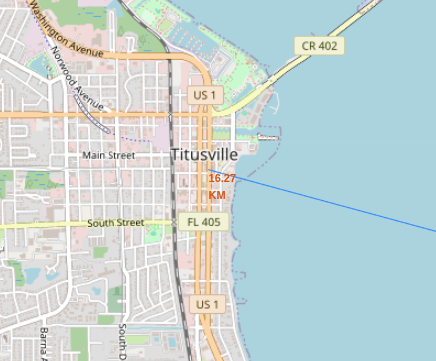 Washington Avenue
CR 402
Norwood Avenue
US 1
Main Street
Titusville
16.27
KM
South Street
FL 405
US 1
Barna A
South D
u